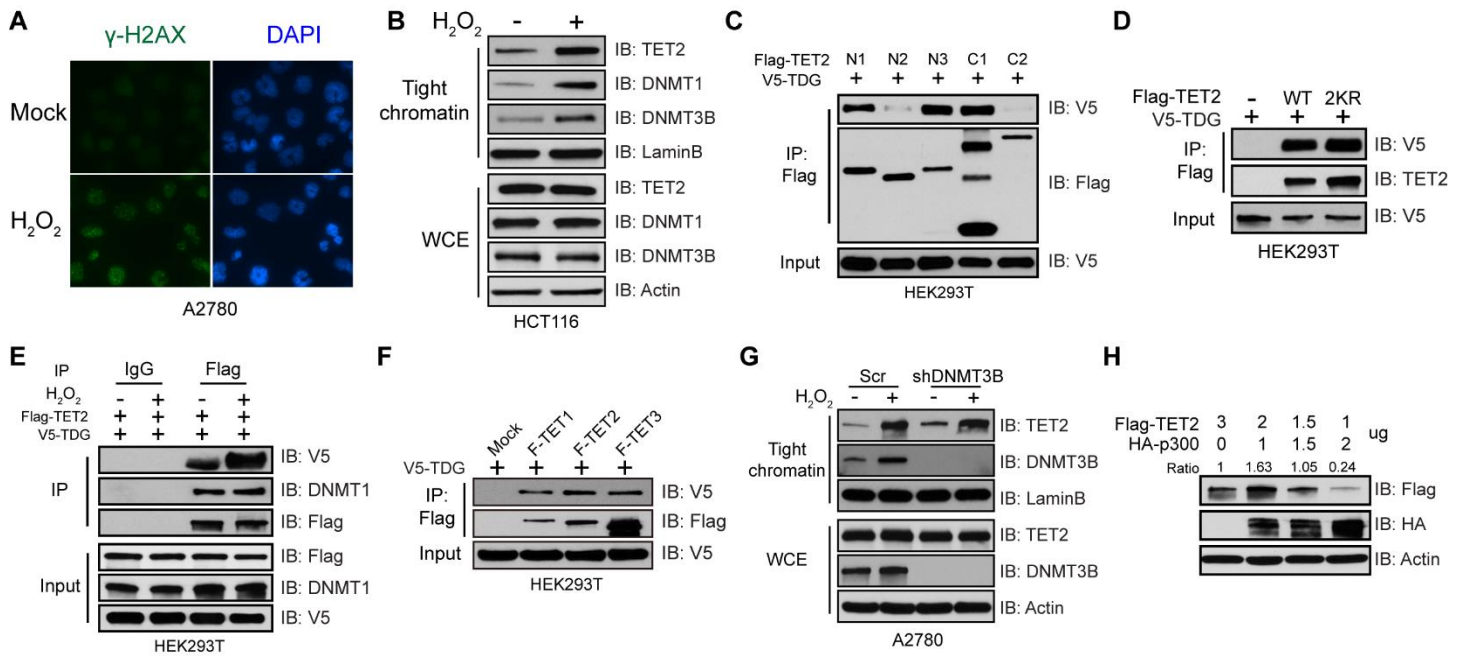 A
γ-H2AX DAPI
Mock
H₂O₂
A2780
B
H₂O₂ - +
Tight chromatin
IB: TET2
IB: DNMT1
IB: DNMT3B
IB: LaminB
WCE
IB: TET2
IB: DNMT1
IB: DNMT3B
IB: Actin
HCT116
C
Flag-TET2 N1 N2 N3 C1 C2
V5-TDG + + + + +
IP: Flag
IB: V5
IB: Flag
Input IB: V5
HEK293T
D
Flag-TET2 - WT 2KR
V5-TDG + + +
IP: Flag
IB: V5
IB: TET2
Input IB: V5
HEK293T
E
IP IgG Flag
H₂O₂ - + - +
Flag-TET2 + + + +
V5-TDG + + + +
IP
IB: V5
IB: DNMT1
IB: Flag
Input
IB: Flag
IB: DNMT1
IB: V5
HEK293T
F
Mock F-TET1 F-TET2 F-TET3
V5-TDG + + + +
IP: Flag
IB: V5
IB: Flag
Input IB: V5
HEK293T
G
Scr shDNMT3B
H₂O₂ - + - +
Tight chromatin
IB: TET2
IB: DNMT3B
IB: LaminB
WCE
IB: TET2
IB: DNMT3B
IB: Actin
A2780
H
Flag-TET2 3 2 1.5 1
HA-p300 0 1 1.5 2
ug
Ratio 1 1.63 1.05 0.24
IB: Flag
IB: HA
IB: Actin